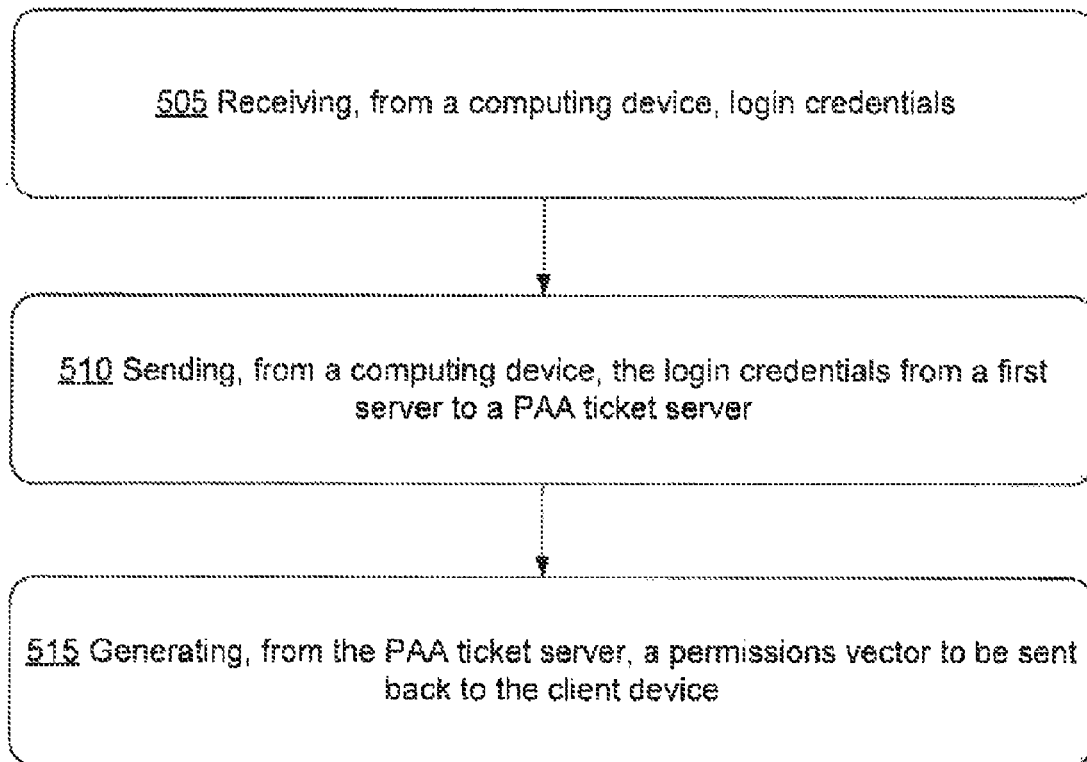 505 Receiving, from a computing device, login credentials
510 Sending, from a computing device, the login credentials from a first
server to a PAA ticket server
515 Generating, from the PAA ticket server, a permissions vector to be sent
back to the client device